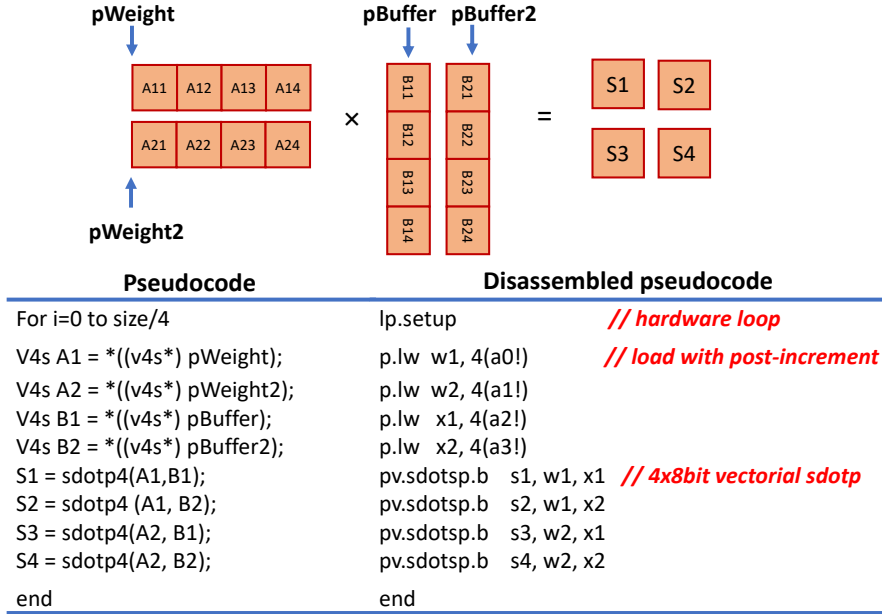 pWeight pBuffer pBuffer2
A11 A12 A13 A14
A21 A22 A23 A24
pWeight2
×
B11
B12
B13
B14
B21
B22
B23
B24
=
S1 S2
S3 S4
Pseudocode Disassembled pseudocode
For i=0 to size/4 lp.setup // hardware loop
V4s A1 = *((v4s*) pWeight); p.lw w1, 4(a0!) // load with post-increment
V4s A2 = *((v4s*) pWeight2); p.lw w2, 4(a1!)
V4s B1 = *((v4s*) pBuffer); p.lw x1, 4(a2!)
V4s B2 = *((v4s*) pBuffer2); p.lw x2, 4(a3!)
S1 = sdotp4(A1,B1); pv.sdotsp.b s1, w1, x1 // 4x8bit vectorial sdotp
S2 = sdotp4 (A1, B2); pv.sdotsp.b s2, w1, x2
S3 = sdotp4(A2, B1); pv.sdotsp.b s3, w2, x1
S4 = sdotp4(A2, B2); pv.sdotsp.b s4, w2, x2
end end